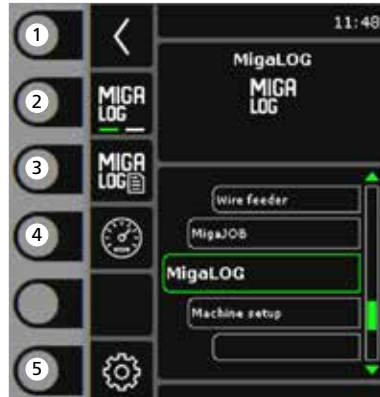 11:48
1
MigaLOG
2
MIGA
LOG
MIGA
LOG
3
MIGA
LOG
Wire feeder
4
MigaJOB
MigaLOG
Machine setup
5